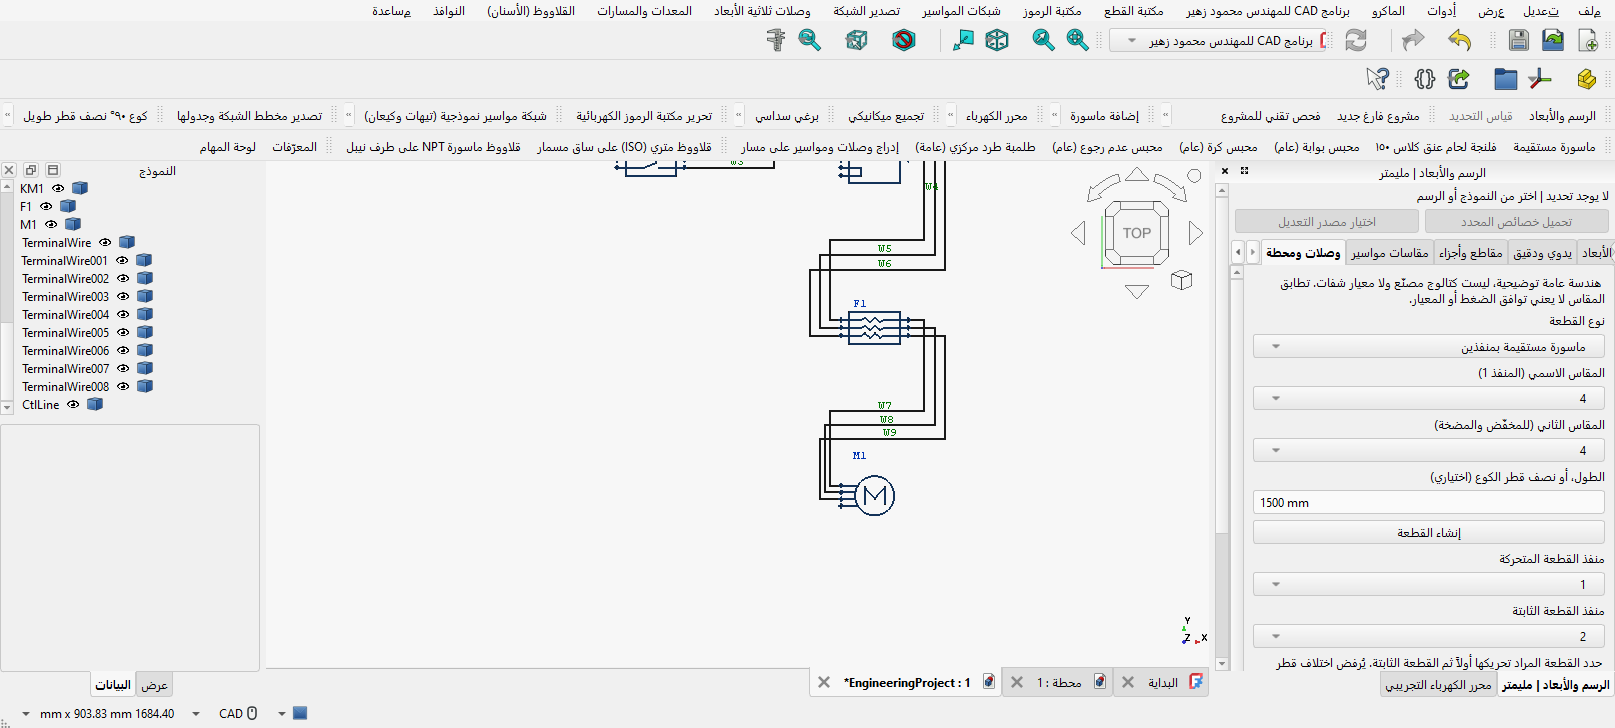 ملف تعديل عرض أدوات الماكرو برنامج CAD للمهندس محمود زهير مكتبة القطع مكتبة الرموز شبكات المواسير تصدير الشبكة وصلات ثلاثية الأبعاد المعدات والمسارات القلاووظ (الأسنان) النوافذ مساعدة
برنامج CAD للمهندس محمود زهير
الرسم والأبعاد قياس التحديد مشروع فارغ جديد فحص تقني للمشروع » إضافة ماسورة » محرر الكهرباء » تجميع ميكانيكي برغي سداسي » تحرير مكتبة الرموز الكهربائية شبكة مواسير نموذجية (تيهات وكيعان) » تصدير مخطط الشبكة وجدولها كوع ٩٠° نصف قطر طويل »
ماسورة مستقيمة فلنجة لحام عنق كلاس ١٥٠ محبس بوابة (عام) محبس كرة (عام) محبس عدم رجوع (عام) طلمبة طرد مركزي (عامة) إدراج وصلات ومواسير على مسار قلاووظ متري (ISO) على ساق مسمار قلاووظ ماسورة NPT على طرف نيبل المعرّفات لوحة المهام
النموذج
KM1
F1
M1
TerminalWire
TerminalWire001
TerminalWire002
TerminalWire003
TerminalWire004
TerminalWire005
TerminalWire006
TerminalWire007
TerminalWire008
CtlLine
عرض البيانات
W3
W4
W5
W6
F1
W7
W8
W9
M1
M
TOP
Y
Z X
الرسم والأبعاد | مليمتر
لا يوجد تحديد | اختر من النموذج أو الرسم
تحميل خصائص المحدد اختيار مصدر التعديل
الأبعاد يدوي ودقيق مقاطع وأجزاء مقاسات مواسير وصلات ومحطة
هندسة عامة توضيحية، ليست كتالوج مصنّع ولا معيار شفات. تطابق
المقاس لا يعني توافق الضغط أو المعيار.
نوع القطعة
ماسورة مستقيمة بمنفذين
المقاس الاسمي (المنفذ 1)
4
المقاس الثاني (للمخفّض والمضخة)
4
الطول، أو نصف قطر الكوع (اختياري)
1500 mm
إنشاء القطعة
منفذ القطعة المتحركة
1
منفذ القطعة الثابتة
2
حدد القطعة المراد تحريكها أولاً ثم القطعة الثابتة. يُرفض اختلاف قطر
الرسم والأبعاد | مليمتر محرر الكهرباء التجريبي
البداية محطة : 1 EngineeringProject : 1*
mm x 903.83 mm 1684.40 CAD